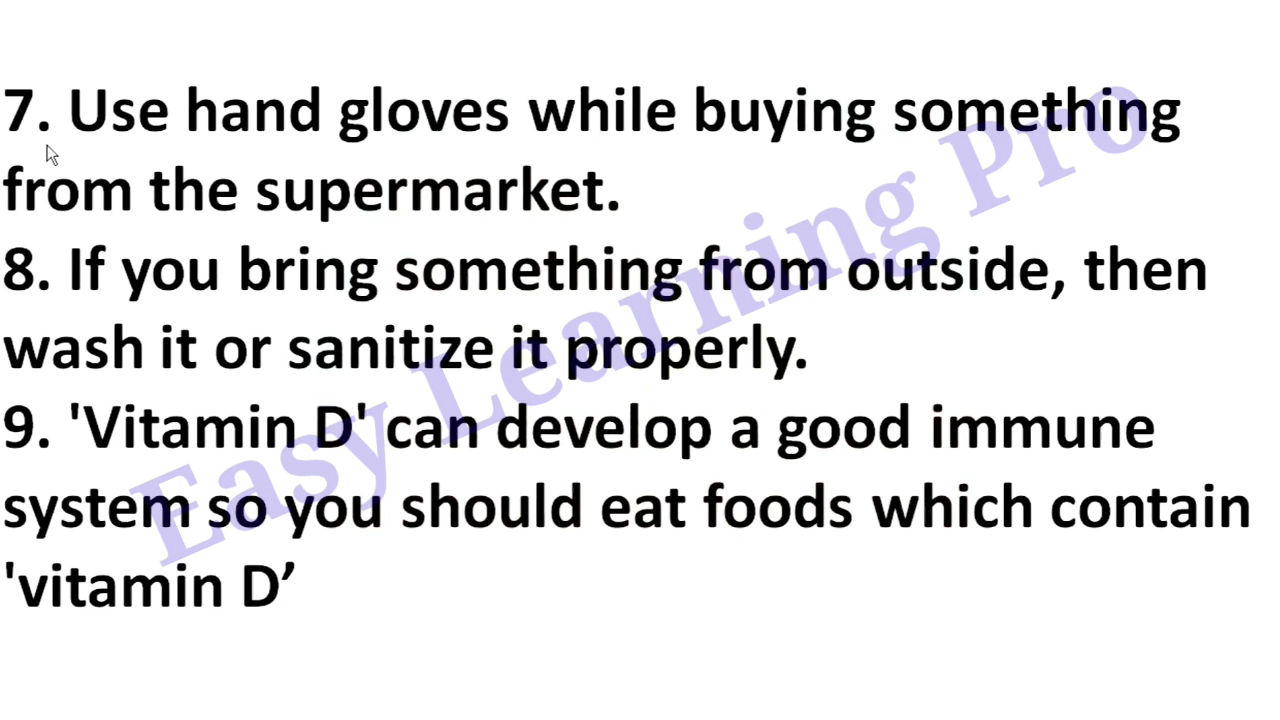 7. Use hand gloves while buying something
from the supermarket.
8. If you bring something from outside, then
wash it or sanitize it properly.
9. 'Vitamin D' can develop a good immune
system so you should eat foods which contain
'vitamin D’
Easy Learning Pro